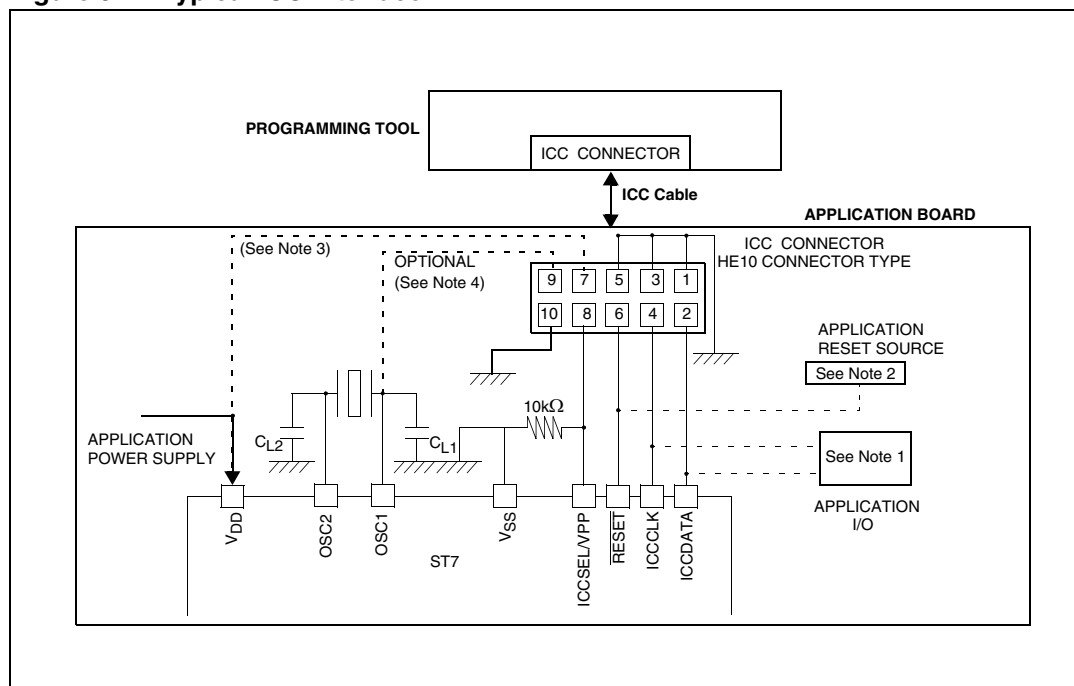 PROGRAMMING TOOL
ICC CONNECTOR
ICC Cable
APPLICATION BOARD
(See Note 3)
OPTIONAL
(See Note 4)
ICC CONNECTOR
HE10 CONNECTOR TYPE
9 7 5 3 1
10 8 6 4 2
APPLICATION
RESET SOURCE
See Note 2
10kΩ
APPLICATION
POWER SUPPLY
CL2
CL1
See Note 1
APPLICATION
I/O
VDD
OSC2
OSC1
VSS
ICCSEL/VPP
RESET
ICCCLK
ICCDATA
ST7